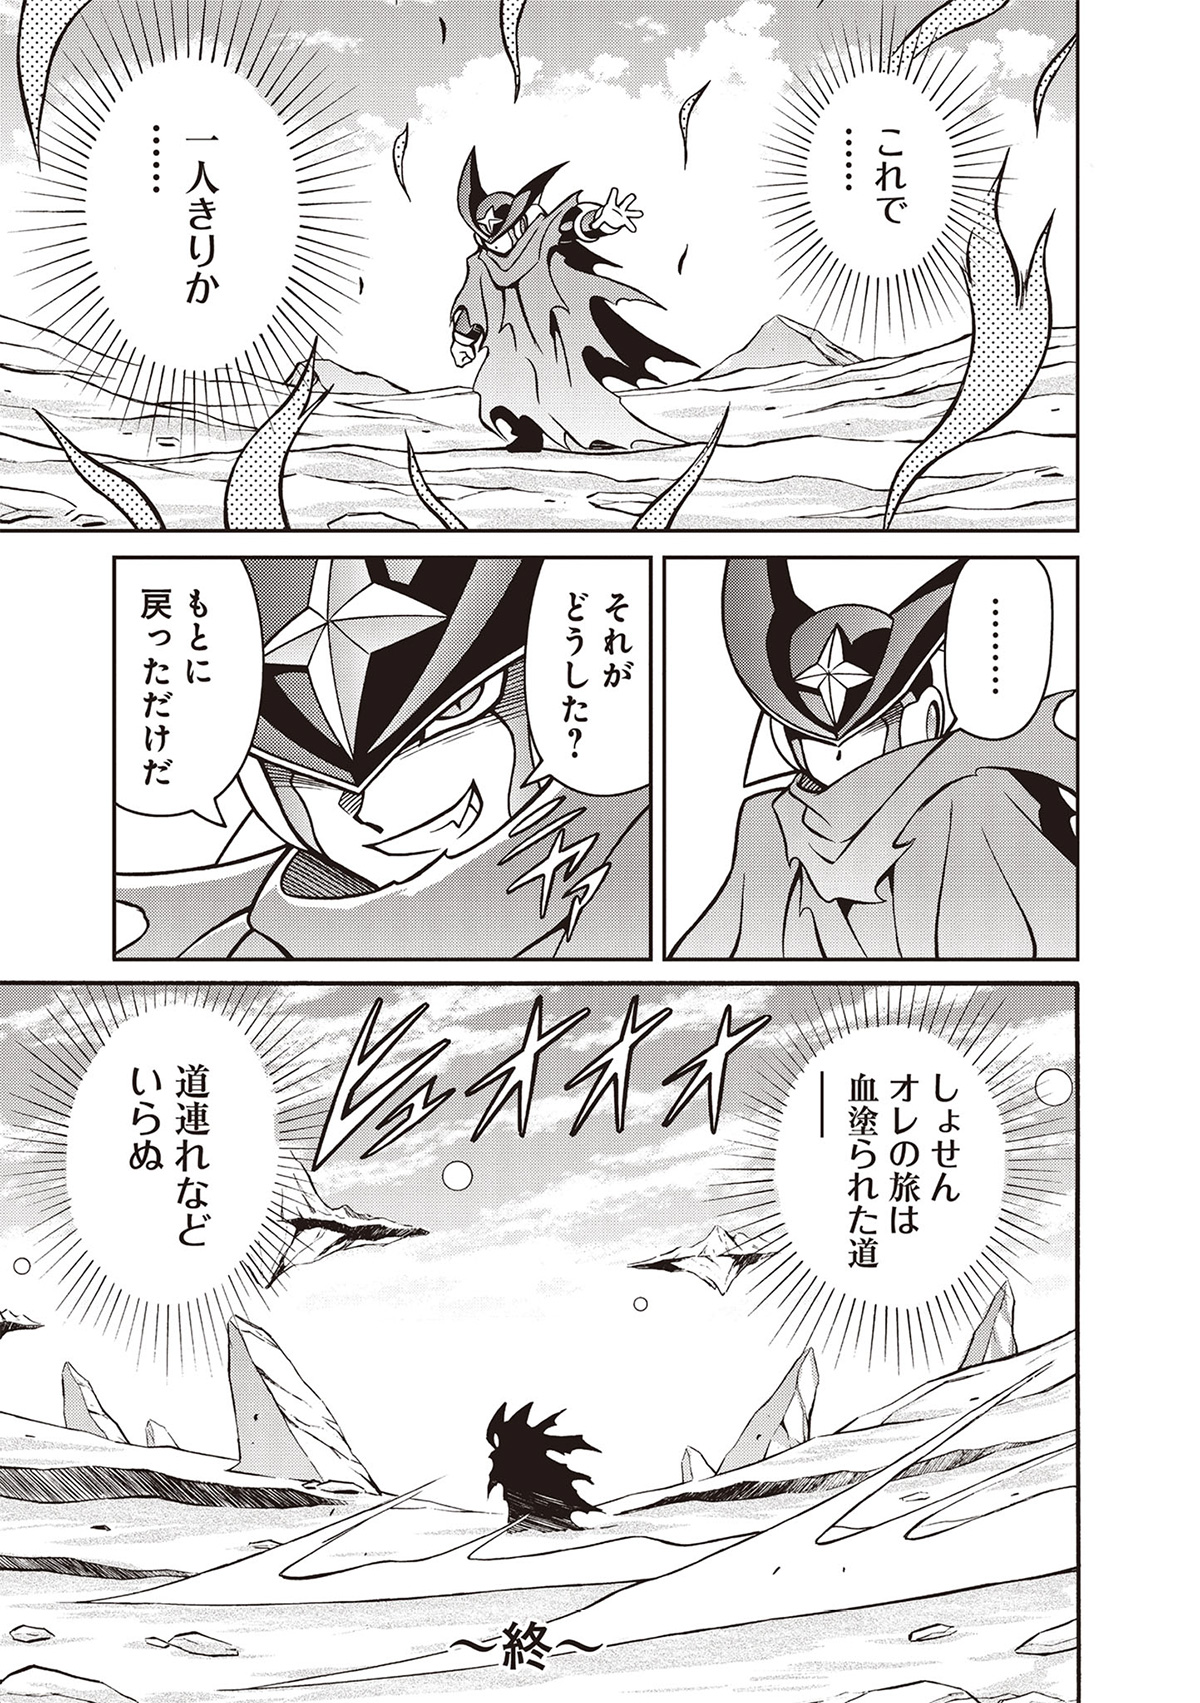 これで
……
一人きりか
……
………
それが
どうした?
もとに
戻っただけだ
ニヤッ
ヒュオオオ
しょせん
オレの旅は
血塗られた道
――
道連れなど
いらぬ
～終～